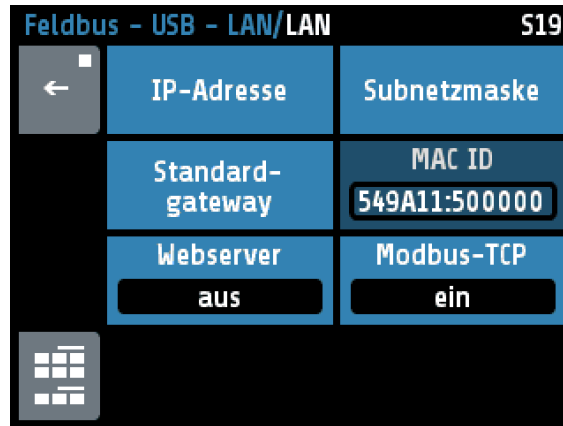 Feldbus - USB - LAN/LAN S19
← IP-Adresse Subnetzmaske
Standard-
gateway
MAC ID
549A11:500000
Webserver Modbus-TCP
aus ein